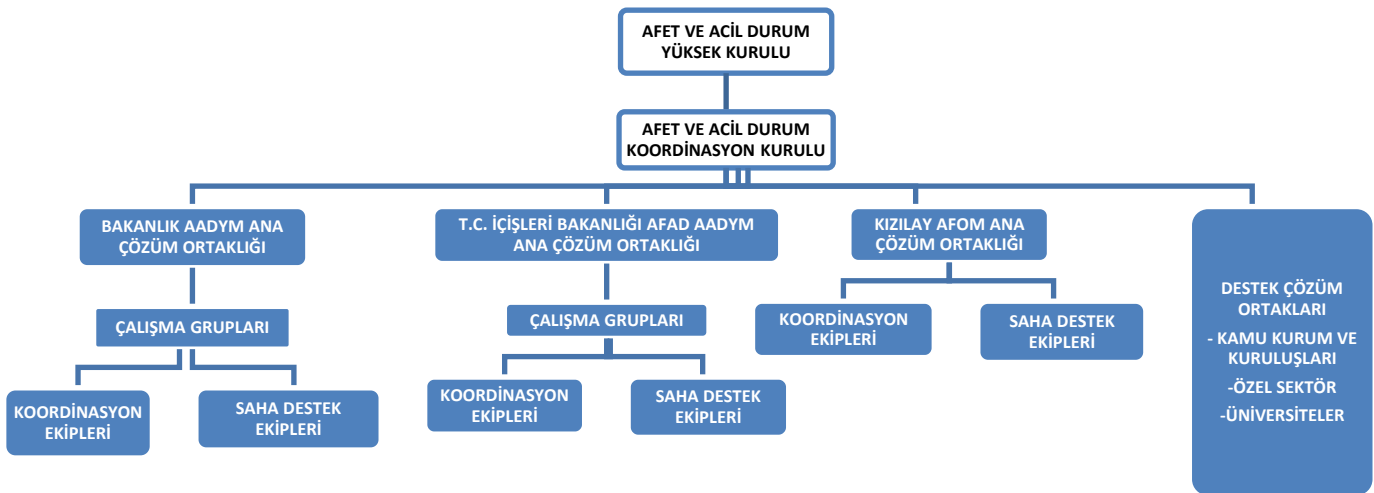 AFET VE ACİL DURUM
YÜKSEK KURULU
AFET VE ACİL DURUM
KOORDİNASYON KURULU
BAKANLIK AADYM ANA
ÇÖZÜM ORTAKLIĞI
ÇALIŞMA GRUPLARI
KOORDİNASYON
EKİPLERİ
SAHA DESTEK
EKİPLERİ
T.C. İÇİŞLERİ BAKANLIĞI AFAD AADYM
ANA ÇÖZÜM ORTAKLIĞI
ÇALIŞMA GRUPLARI
KOORDİNASYON
EKİPLERİ
SAHA DESTEK
EKİPLERİ
KIZILAY AFOM ANA
ÇÖZÜM ORTAKLIĞI
KOORDİNASYON
EKİPLERİ
SAHA DESTEK
EKİPLERİ
DESTEK ÇÖZÜM
ORTAKLARI
- KAMU KURUM VE
KURULUŞLARI
-ÖZEL SEKTÖR
-ÜNİVERSİTELER